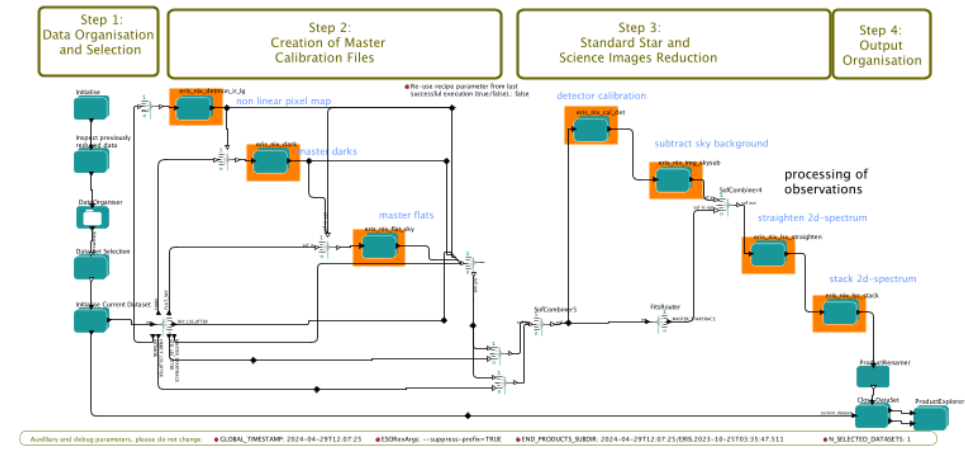 Step 1:
Data Organisation
and Selection
Step 2:
Creation of Master
Calibration Files
Step 3:
Standard Star and
Science Images Reduction
Step 4:
Output
Organisation
Initialise
Inspect previously
reduced data
DataOrganiser
Dataset Selection
Initialise Current Dataset
eris_nix_detmon_ir_lg
non linear pixel map
Re-use recipe parameter from last
successful execution (true/false).: false
eris_nix_dark
master darks
master flats
eris_nix_flat_sky
detector calibration
eris_nix_cal_det
subtract sky background
eris_nix_img_skysub
SofCombiner4
processing of
observations
straighten 2d-spectrum
eris_nix_lss_straighten
stack 2d-spectrum
eris_nix_lss_stack
SofCombiner5
FitsRouter
MASTER_STARTRACE
ProductRenamer
CloseDataSet
ProductExplorer
Auxiliary and debug parameters, please do not change.
GLOBAL_TIMESTAMP: 2024-04-29T12:07:25
ESORexArgs: --suppress-prefix=TRUE
END_PRODUCTS_SUBDIR: 2024-04-29T12:07:25/ERIS.2023-10-25T03:35:47.511
N_SELECTED_DATASETS: 1